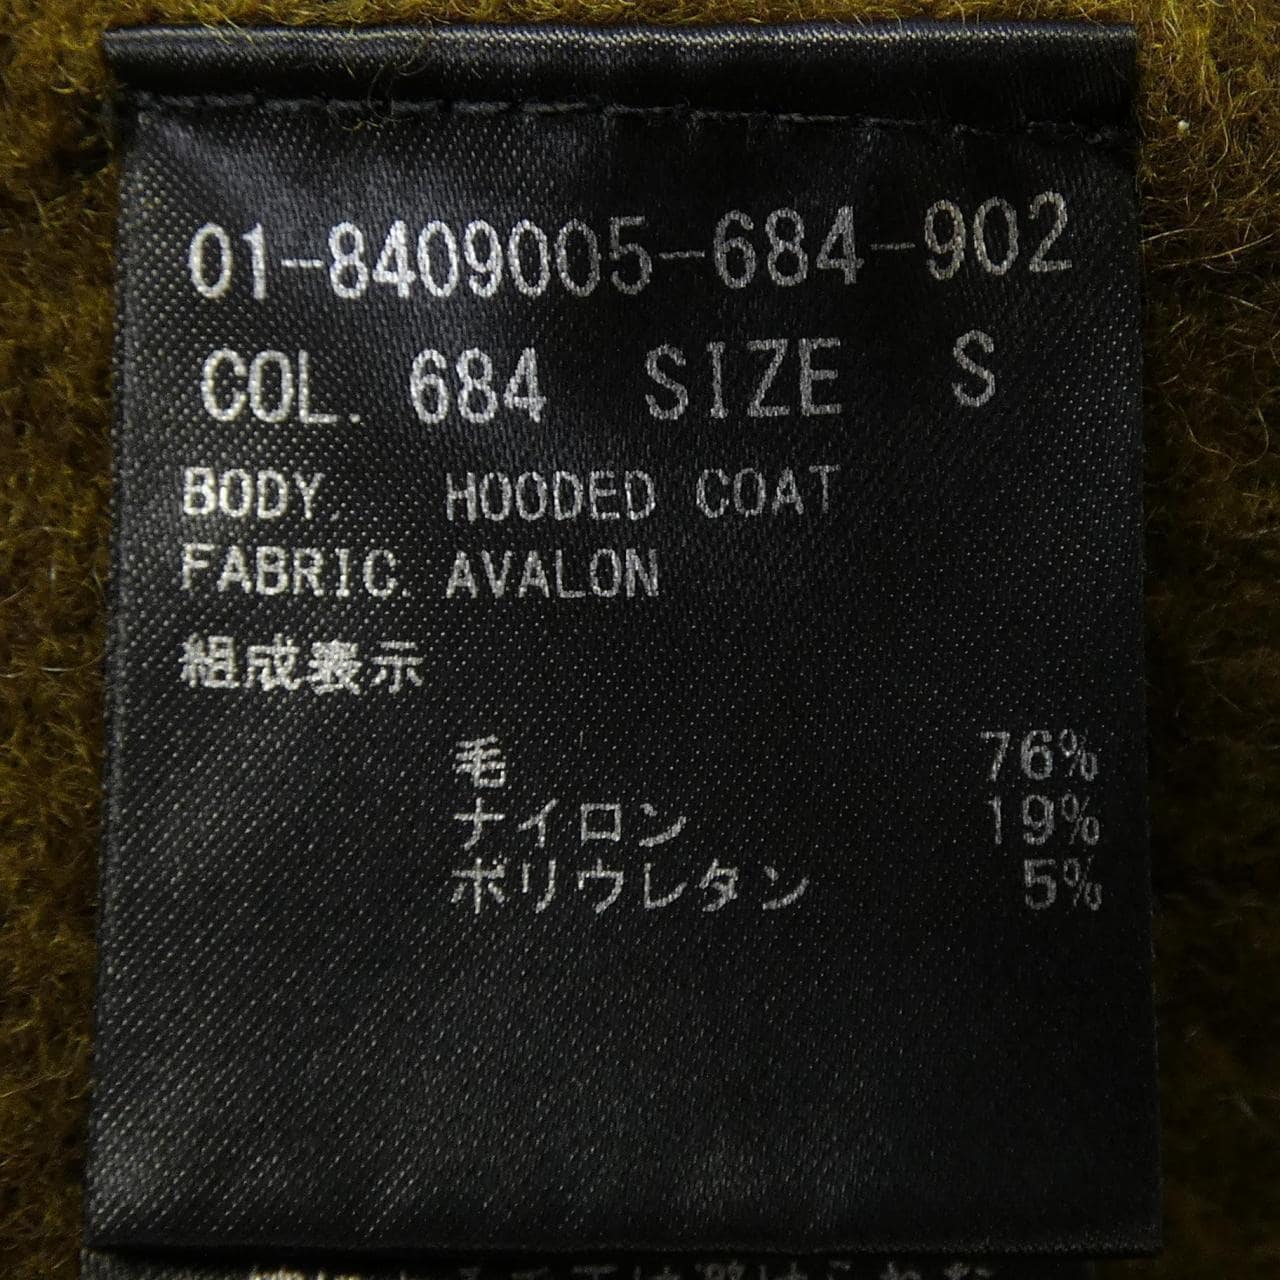 01-8409005-684-902
COL. 684 SIZE S
BODY. HOODED COAT
FABRIC. AVALON
組成表示
毛 76%
ナイロン 19%
ポリウレタン 5%